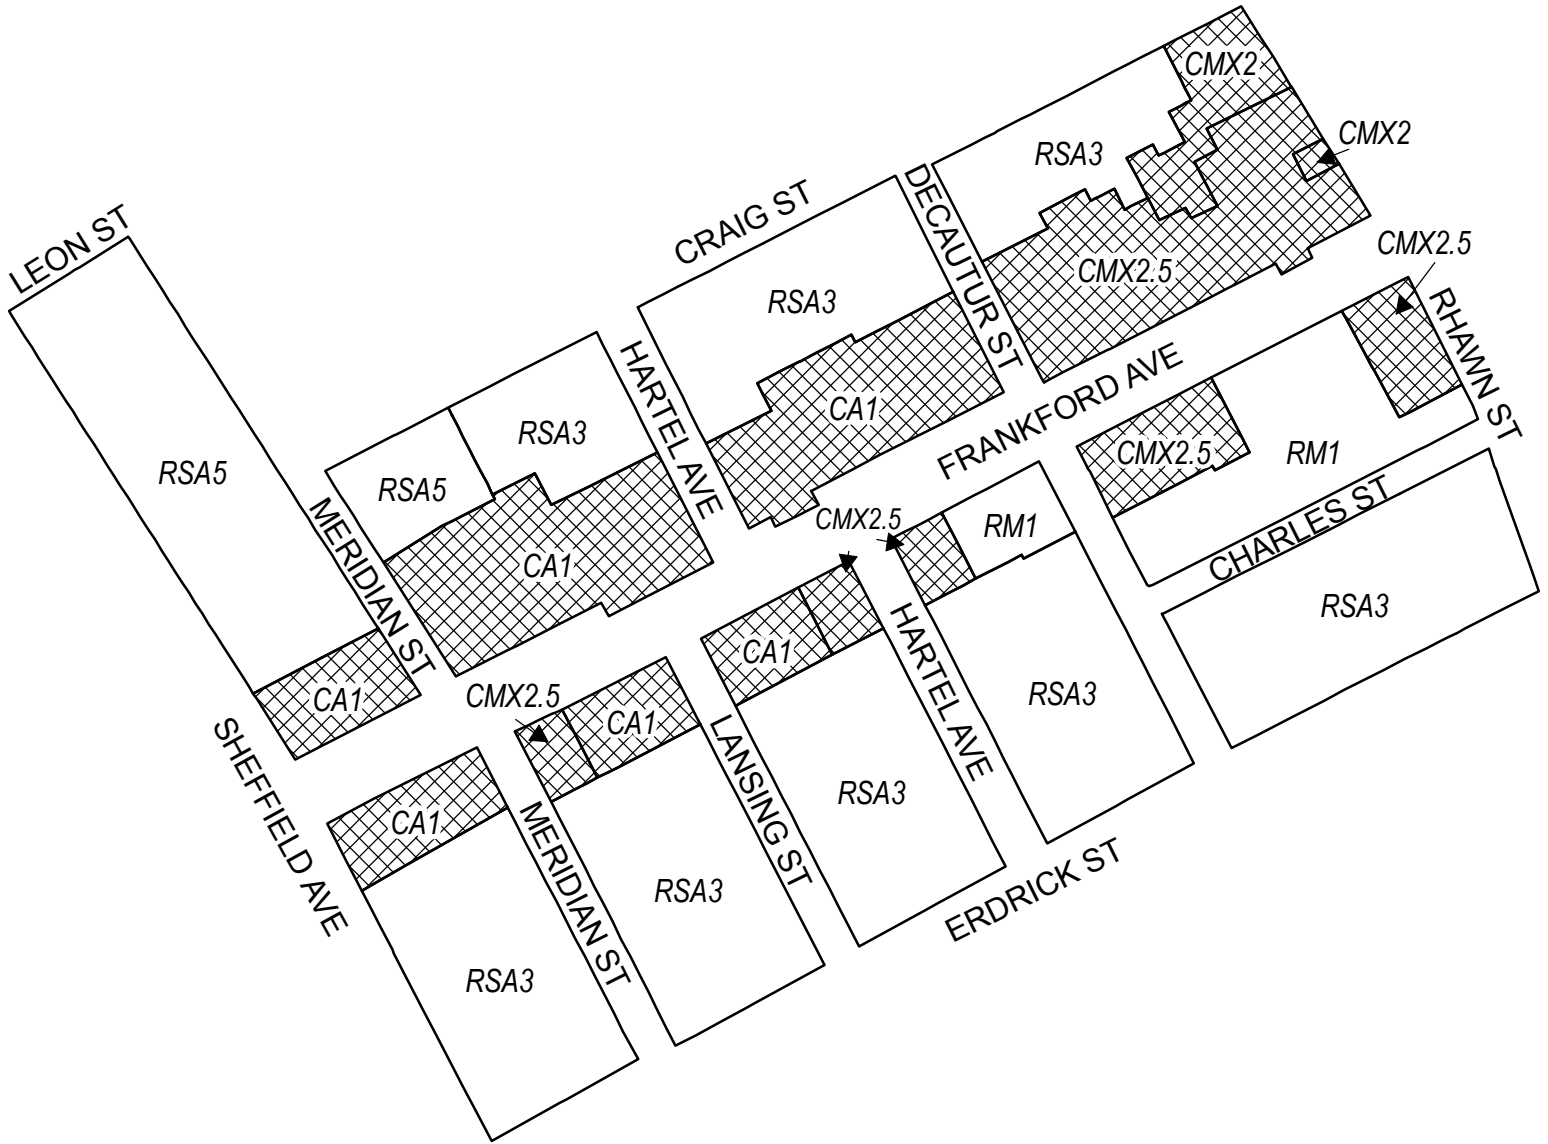 CMX2
CMX2
RSA3
DECAUTUR ST
CRAIG ST
LEON ST
CMX2.5
CMX2.5
RSA3
RHAWN ST
HARTEL AVE
FRANKFORD AVE
CA1
RSA3
RSA5
RSA5
CMX2.5
RM1
CHARLES ST
MERIDIAN ST
CMX2.5
RM1
CA1
RSA3
HARTEL AVE
CA1
CA1
CMX2.5
CA1
RSA3
SHEFFIELD AVE
LANSING ST
CA1
RSA3
MERIDIAN ST
RSA3
ERDRICK ST
RSA3